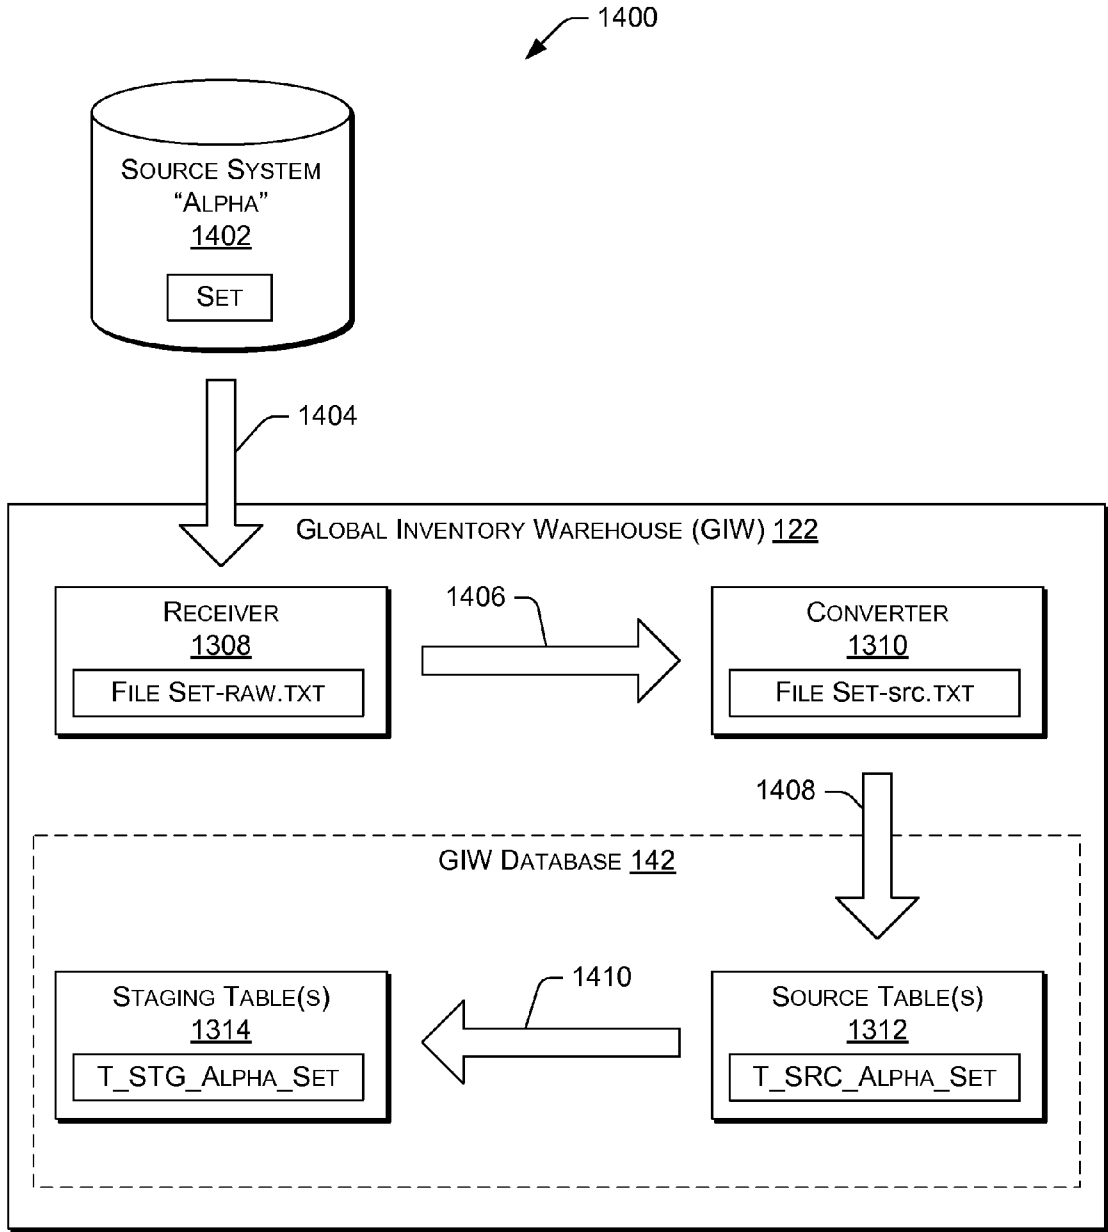 1400
SOURCE SYSTEM
“ALPHA”
1402
SET
1404
GLOBAL INVENTORY WAREHOUSE (GIW) 122
RECEIVER
1308
FILE SET-RAW.TXT
1406
CONVERTER
1310
FILE SET-src.TXT
1408
GIW DATABASE 142
STAGING TABLE(S)
1314
T_STG_ALPHA_SET
1410
SOURCE TABLE(S)
1312
T_SRC_ALPHA_SET